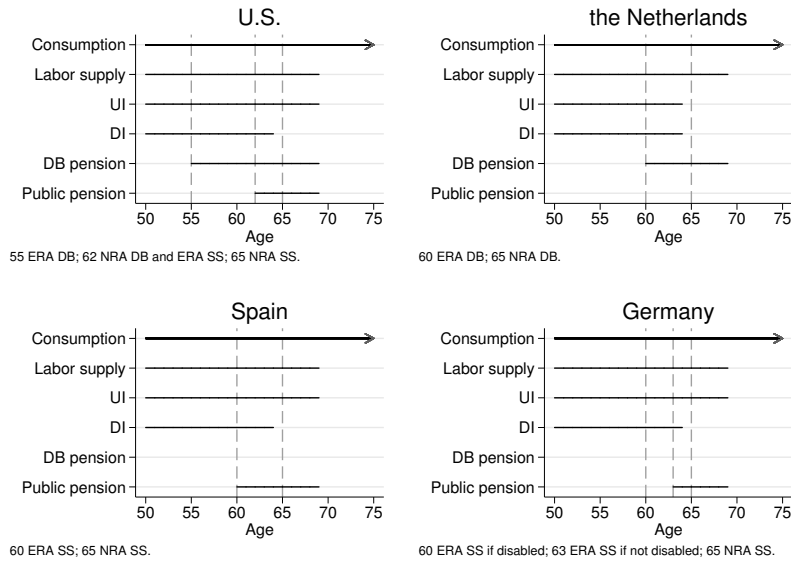 U.S.
Consumption
Labor supply
UI
DI
DB pension
Public pension
50 55 60 65 70 75
Age
55 ERA DB; 62 NRA DB and ERA SS; 65 NRA SS.
the Netherlands
Consumption
Labor supply
UI
DI
DB pension
Public pension
50 55 60 65 70 75
Age
60 ERA DB; 65 NRA DB.
Spain
Consumption
Labor supply
UI
DI
DB pension
Public pension
50 55 60 65 70 75
Age
60 ERA SS; 65 NRA SS.
Germany
Consumption
Labor supply
UI
DI
DB pension
Public pension
50 55 60 65 70 75
Age
60 ERA SS if disabled; 63 ERA SS if not disabled; 65 NRA SS.